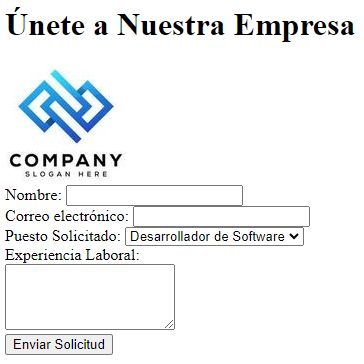 Únete a Nuestra Empresa
COMPANY
SLOGAN HERE
Nombre:
Correo electrónico:
Puesto Solicitado: Desarrollador de Software
Experiencia Laboral:
Enviar Solicitud